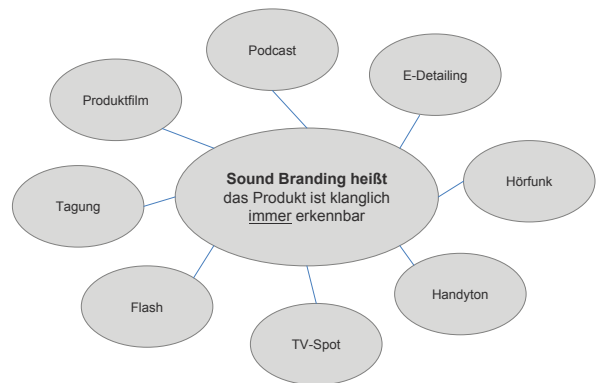 Podcast
E-Detailing
Produktfilm
Sound Branding heißt
das Produkt ist klanglich
immer erkennbar
Hörfunk
Tagung
Handyton
Flash
TV-Spot